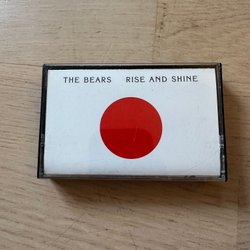 THE BEARS RISE AND SHINE